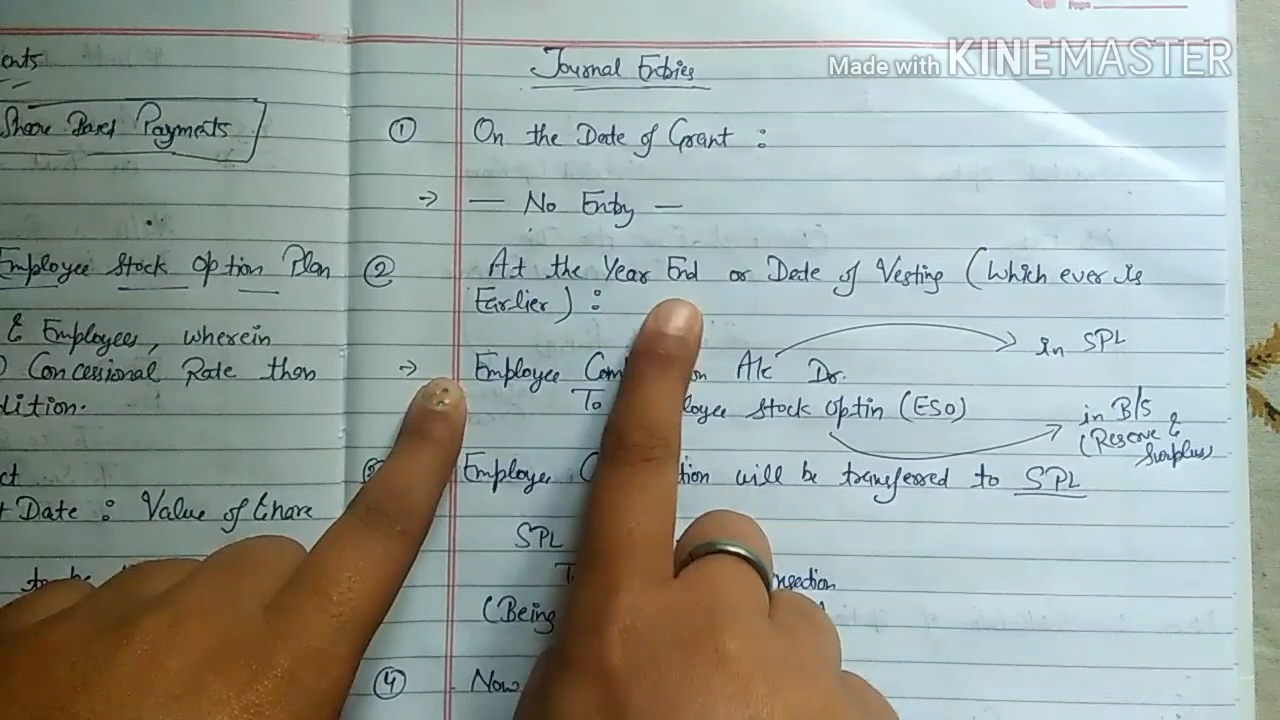 Made with KINEMASTER
ents
Share Based Payments
Employee Stock Option Plan
& Employees, wherein
Concessional Rate then
dition.
ct
Date : Value of Share
Journal Entries
① On the Date of Grant :
→ — No Entry —
② At the Year End or Date of Vesting (Which ever is
Earlier) :
→ Employee Com on A/c Dr.
in SPL
To loyee Stock Optin (ESO)
in B/S
(Reserve &
Surplus)
Employee C tion will be transferred to SPL
SPL
(Being
④ Now